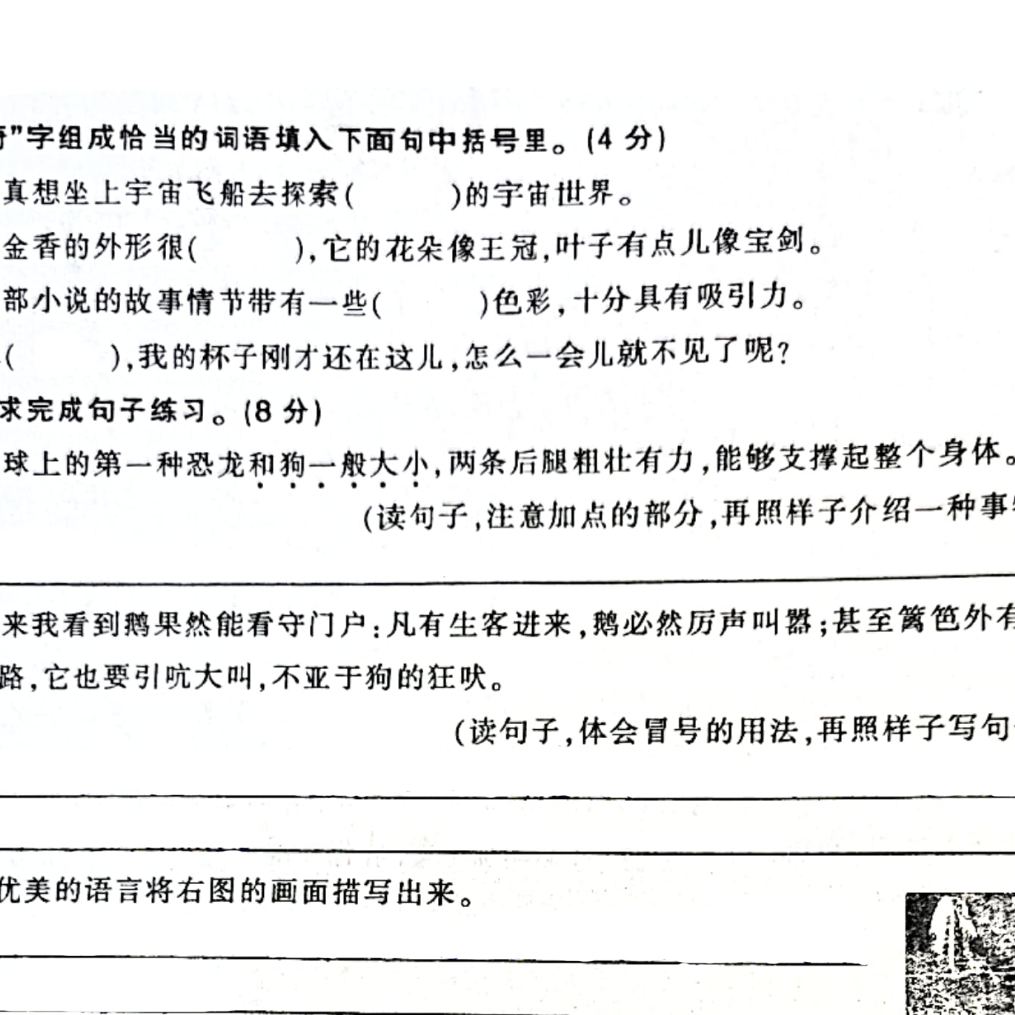 ”字组成恰当的词语填入下面句中括号里。(4 分)
真想坐上宇宙飞船去探索(　　　)的宇宙世界。
金香的外形很(　　　),它的花朵像王冠,叶子有点儿像宝剑。
部小说的故事情节带有一些(　　　)色彩,十分具有吸引力。
(　　　),我的杯子刚才还在这儿,怎么一会儿就不见了呢?
求完成句子练习。(8 分)
球上的第一种恐龙和狗一般大小,两条后腿粗壮有力,能够支撑起整个身体。
(读句子,注意加点的部分,再照样子介绍一种事
来我看到鹅果然能看守门户:凡有生客进来,鹅必然厉声叫嚣;甚至篱笆外有
路,它也要引吭大叫,不亚于狗的狂吠。
(读句子,体会冒号的用法,再照样子写句
优美的语言将右图的画面描写出来。